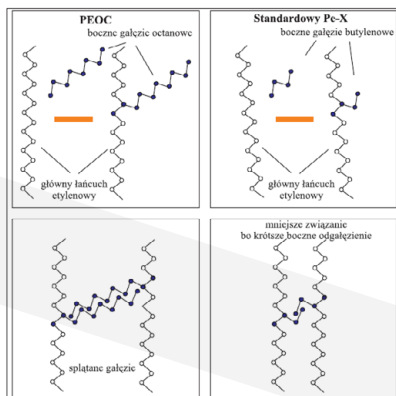 PEOC
boczne gałęzie octanowe
główny łańcuch
etylenowy
Standardowy Pe-X
boczne gałęzie butylenowe
główny łańcuch
etylenowy
splątane gałęzie
mniejsze związanie
bo krótsze boczne odgałęzienie